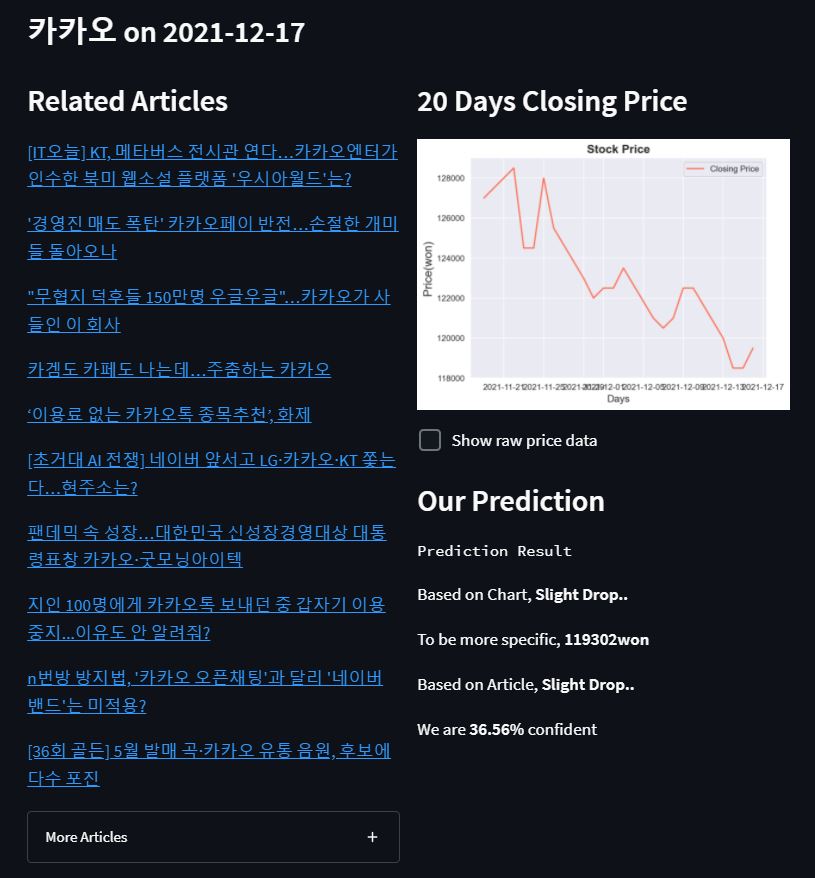 카카오 on 2021-12-17
Related Articles
[IT오늘] KT, 메타버스 전시관 연다…카카오엔터가
인수한 북미 웹소설 플랫폼 '우시아월드'는?
'경영진 매도 폭탄' 카카오페이 반전…손절한 개미
들 돌아오나
"무협지 덕후들 150만명 우글우글"…카카오가 사
들인 이 회사
카겜도 카페도 나는데…주춤하는 카카오
‘이용료 없는 카카오톡 종목추천’, 화제
[초거대 AI 전쟁] 네이버 앞서고 LG·카카오·KT 쫓는
다…현주소는?
팬데믹 속 성장…대한민국 신성장경영대상 대통
령표창 카카오·굿모닝아이텍
지인 100명에게 카카오톡 보내던 중 갑자기 이용
중지...이유도 안 알려줘?
n번방 방지법, '카카오 오픈채팅'과 달리 '네이버
밴드'는 미적용?
[36회 골든] 5월 발매 곡·카카오 유통 음원, 후보에
다수 포진
More Articles +
20 Days Closing Price
Stock Price
Closing Price
128000
126000
124000
122000
120000
118000
Price(won)
2021-11-21 2021-11-25 2021-11-29 2021-12-01 2021-12-05 2021-12-09 2021-12-13 2021-12-17
Days
Show raw price data
Our Prediction
Prediction Result
Based on Chart, Slight Drop..
To be more specific, 119302won
Based on Article, Slight Drop..
We are 36.56% confident